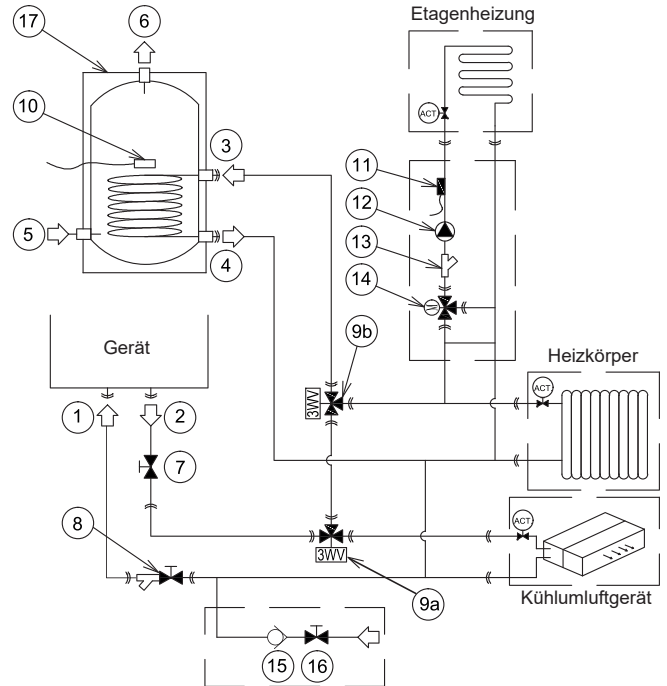 Etagenheizung
6
17
10
3
ACT
11
12
5
4
13
14
Gerät
9b
Heizkörper
3WV
ACT
1
2
7
8
ACT
3WV
9a
Kühlumluftgerät
15
16